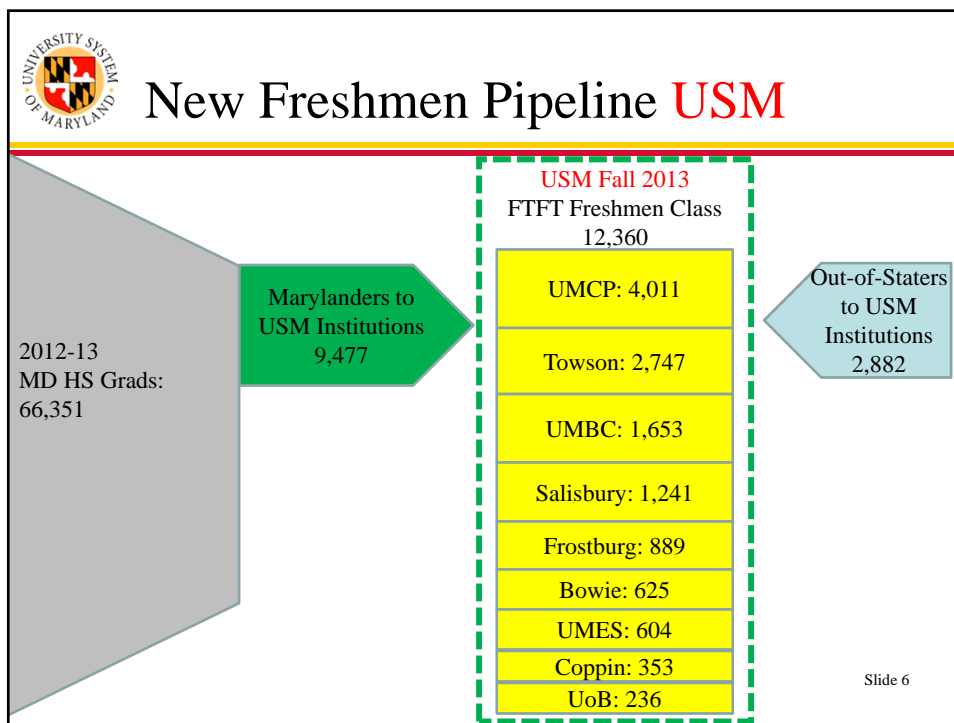 UNIVERSITY SYSTEM
OF MARYLAND
New Freshmen Pipeline USM
2012-13
MD HS Grads:
66,351
Marylanders to
USM Institutions
9,477
USM Fall 2013
FTFT Freshmen Class
12,360
UMCP: 4,011
Towson: 2,747
UMBC: 1,653
Salisbury: 1,241
Frostburg: 889
Bowie: 625
UMES: 604
Coppin: 353
UoB: 236
Out-of-Staters
to USM
Institutions
2,882
Slide 6